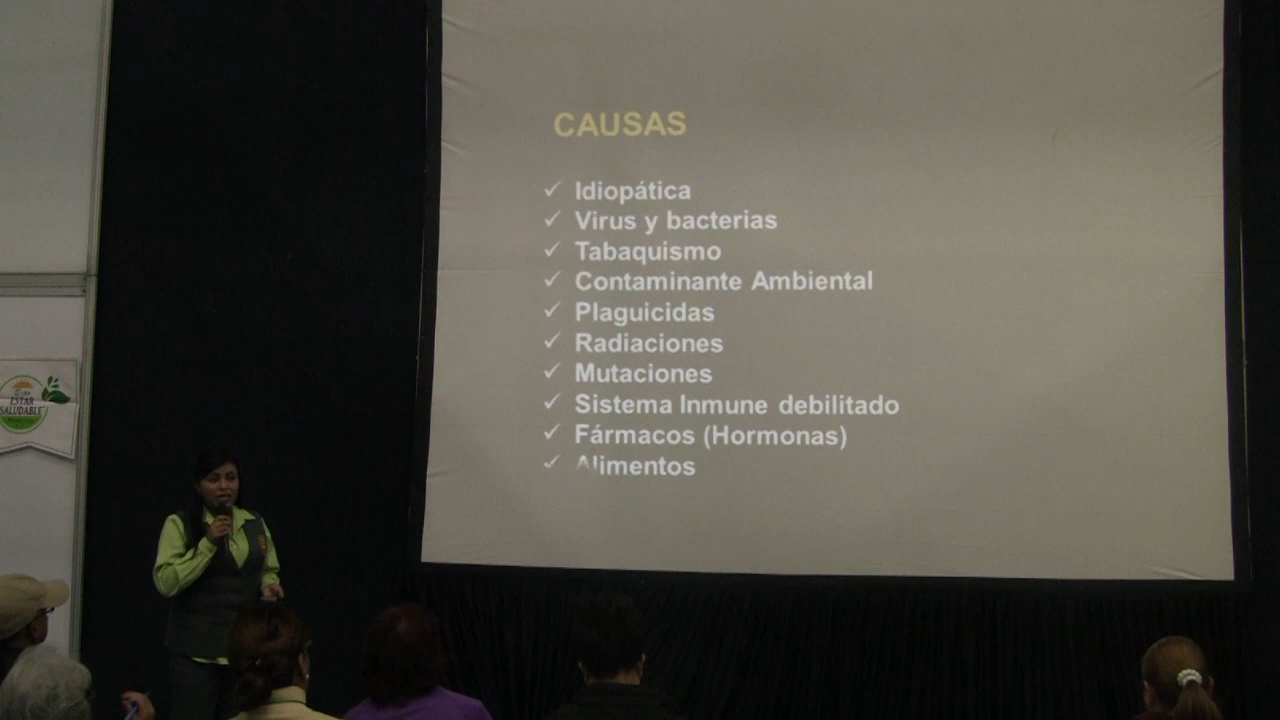 CAUSAS
✓ Idiopática
✓ Virus y bacterias
✓ Tabaquismo
✓ Contaminante Ambiental
✓ Plaguicidas
✓ Radiaciones
✓ Mutaciones
✓ Sistema Inmune debilitado
✓ Fármacos (Hormonas)
✓ Alimentos
ESTAR
SALUDABLE